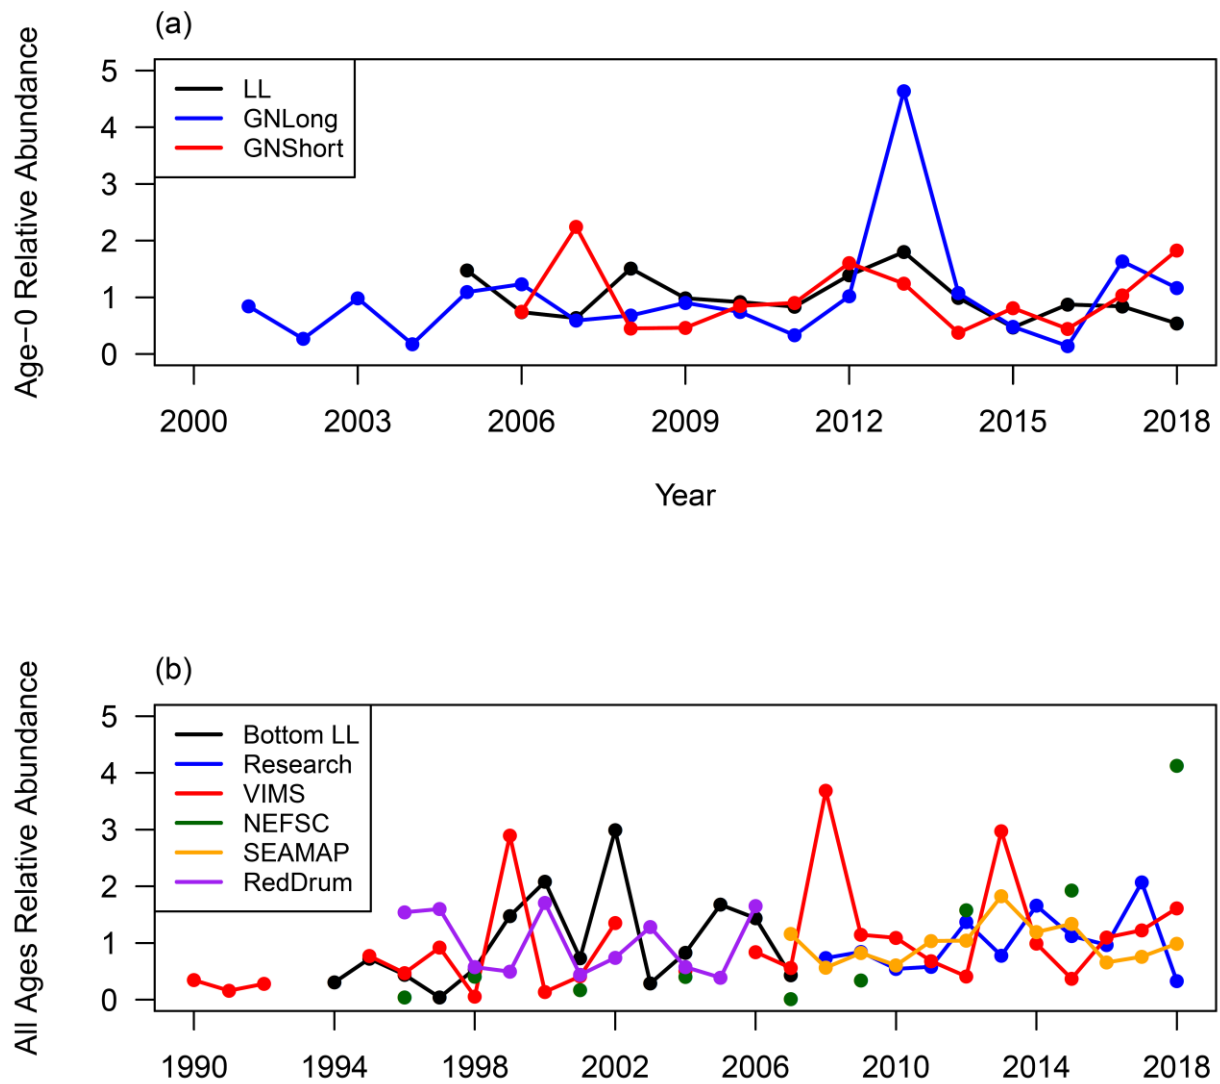 (a)
Age−0 Relative Abundance
5
4
3
2
1
0
LL
GNLong
GNShort
2000 2003 2006 2009 2012 2015 2018
Year
(b)
All Ages Relative Abundance
5
4
3
2
1
0
Bottom LL
Research
VIMS
NEFSC
SEAMAP
RedDrum
1990 1994 1998 2002 2006 2010 2014 2018